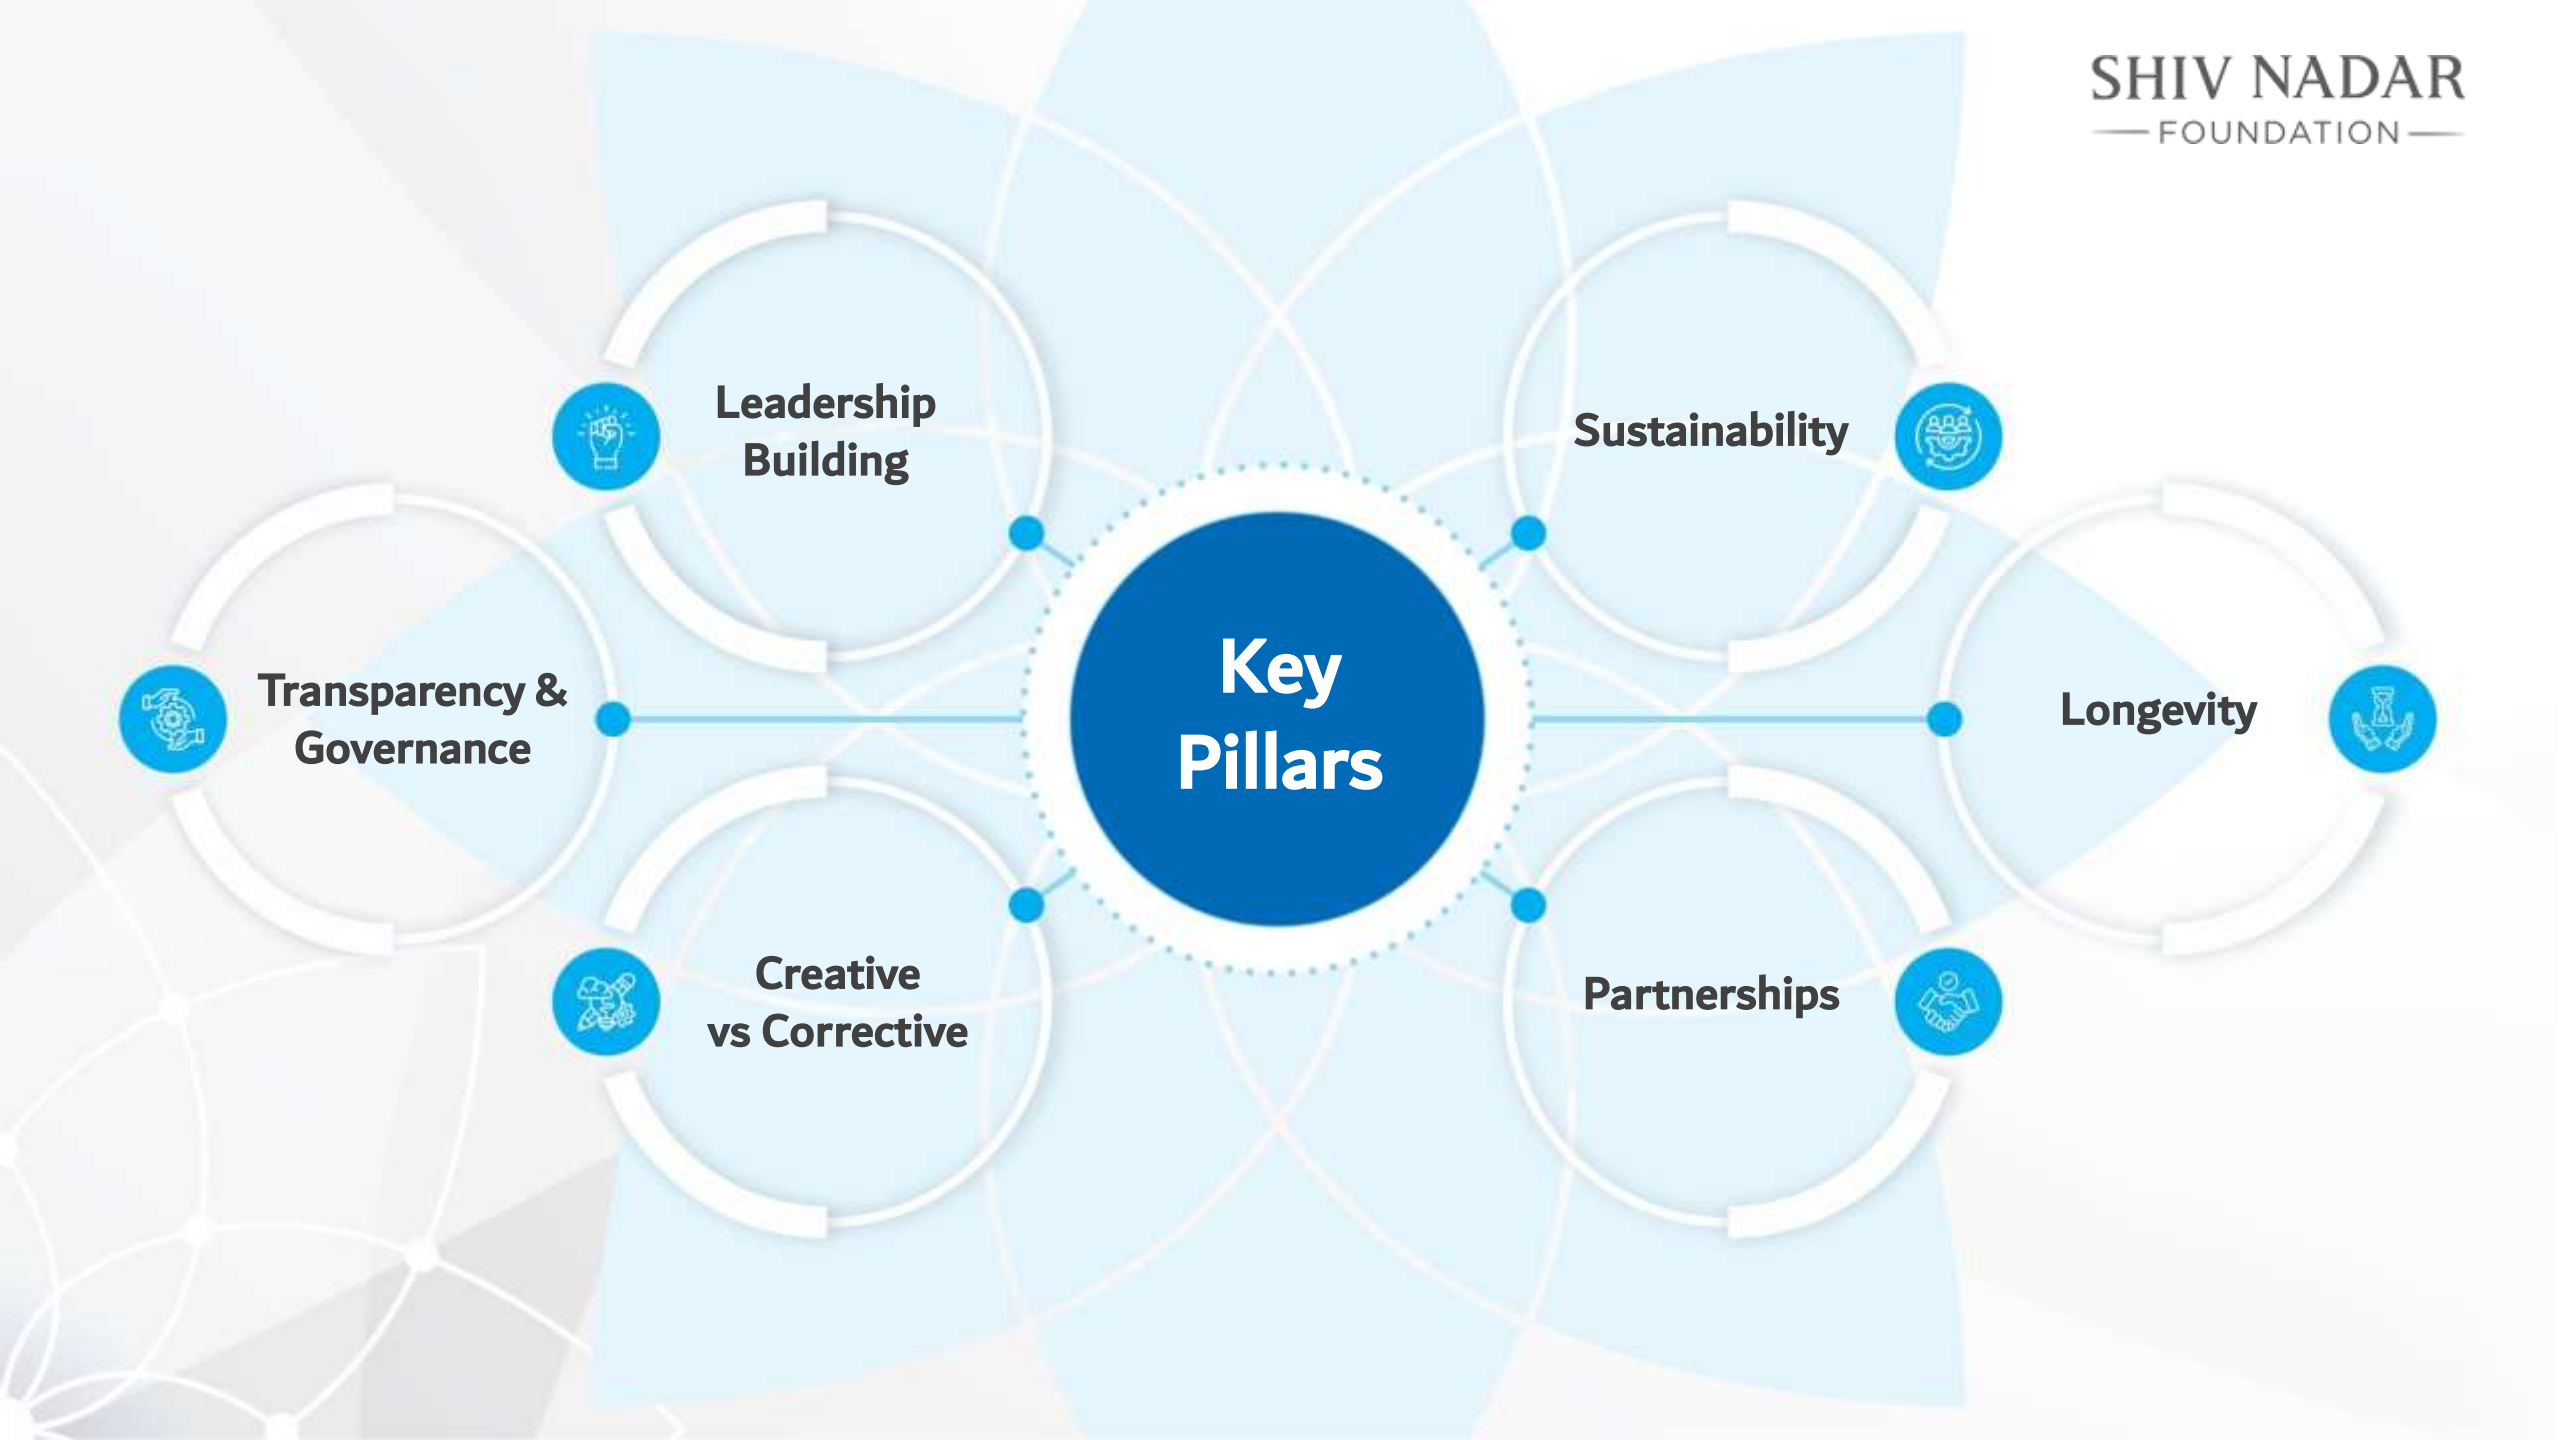 SHIV NADAR
FOUNDATION
Leadership
Building
Sustainability
Transparency &
Governance
Key
Pillars
Longevity
Creative
vs Corrective
Partnerships